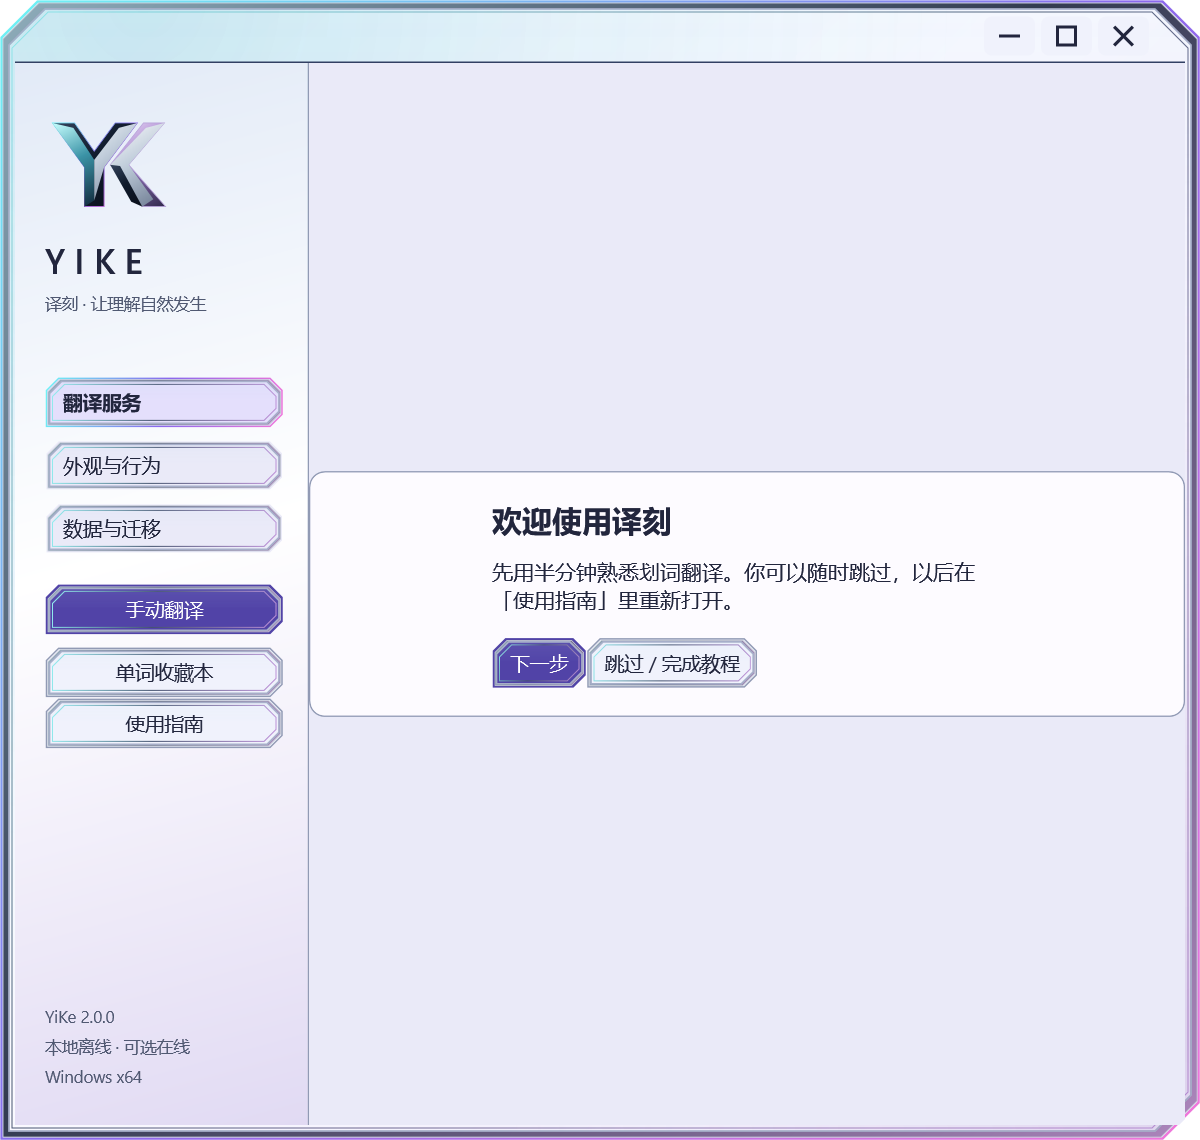 YK
YIKE
译刻 · 让理解自然发生
翻译服务
外观与行为
数据与迁移
手动翻译
单词收藏本
使用指南
YiKe 2.0.0
本地离线 · 可选在线
Windows x64
欢迎使用译刻
先用半分钟熟悉划词翻译。你可以随时跳过，以后在
「使用指南」里重新打开。
下一步
跳过 / 完成教程